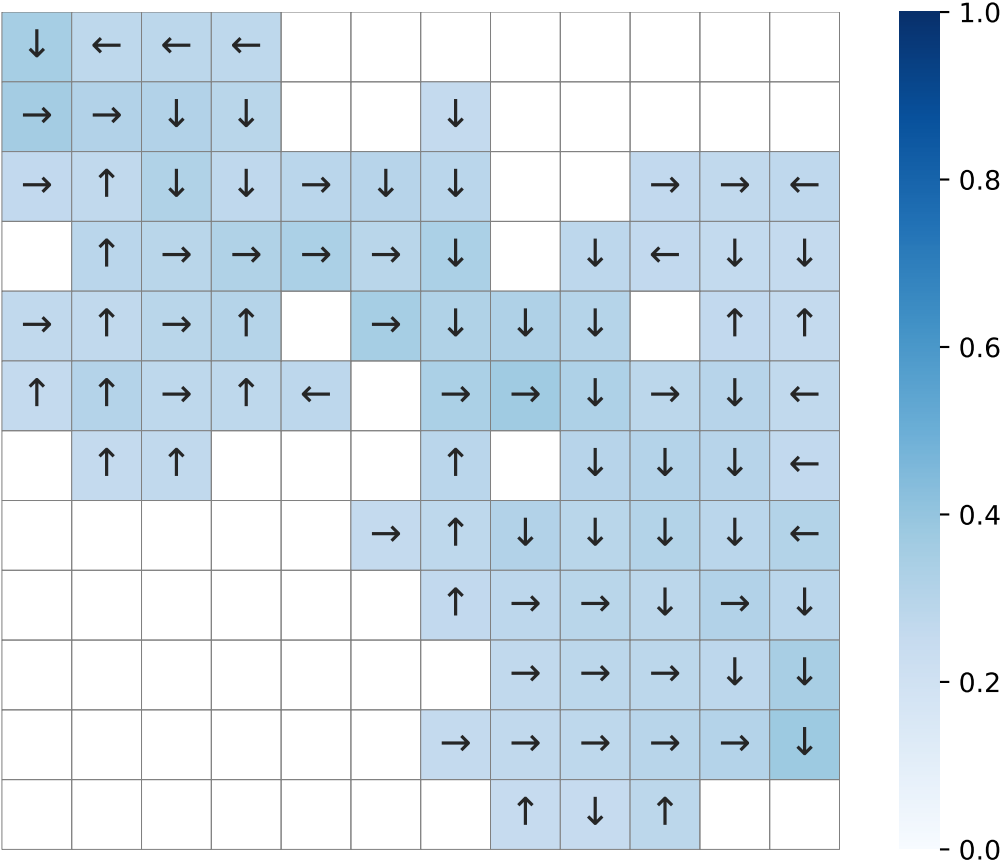 ↓ ← ← ←
→ → ↓ ↓ ↓
→ ↑ ↓ ↓ → ↓ ↓ → → ←
↑ → → → → ↓ ↓ ← ↓ ↓
→ ↑ → ↑ → ↓ ↓ ↓ ↑ ↑
↑ ↑ → ↑ ← → → ↓ → ↓ ←
↑ ↑ ↑ ↓ ↓ ↓ ←
→ ↑ ↓ ↓ ↓ ↓ ←
↑ → → ↓ → ↓
→ → → ↓ ↓
→ → → → → ↓
↑ ↓ ↑
1.0
0.8
0.6
0.4
0.2
0.0